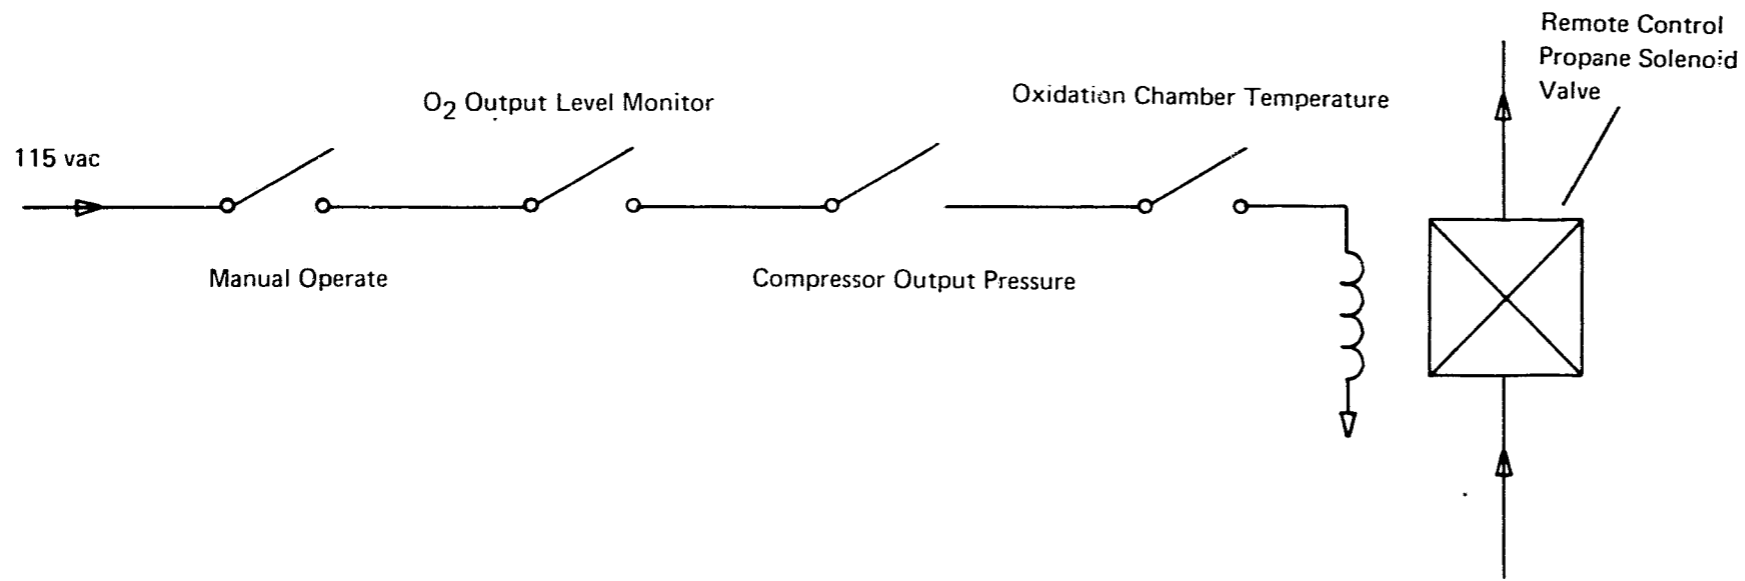 Remote Control
Propane Solenoid
Valve
O2 Output Level Monitor
Oxidation Chamber Temperature
115 vac
Manual Operate
Compressor Output Pressure